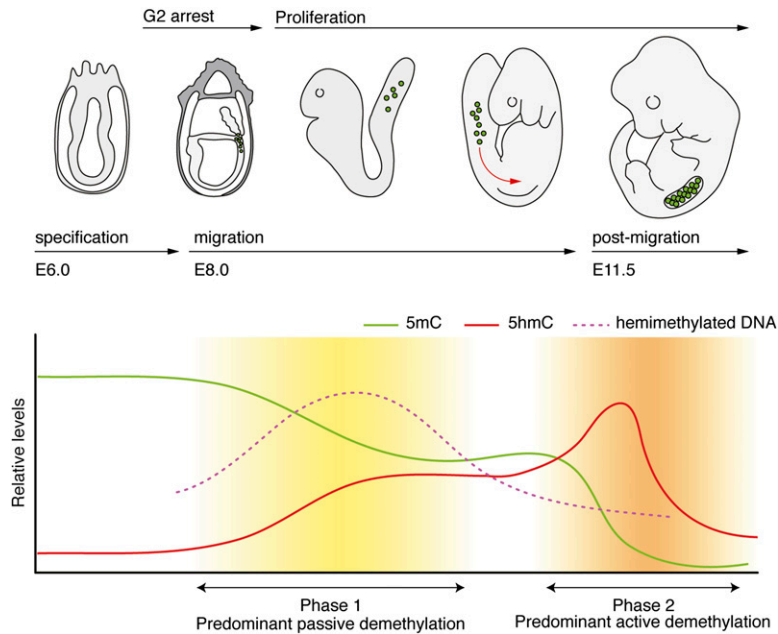 G2 arrest
Proliferation
specification
migration
post-migration
E6.0
E8.0
E11.5
5mC
5hmC
hemimethylated DNA
Relative levels
Phase 1
Predominant passive demethylation
Phase 2
Predominant active demethylation